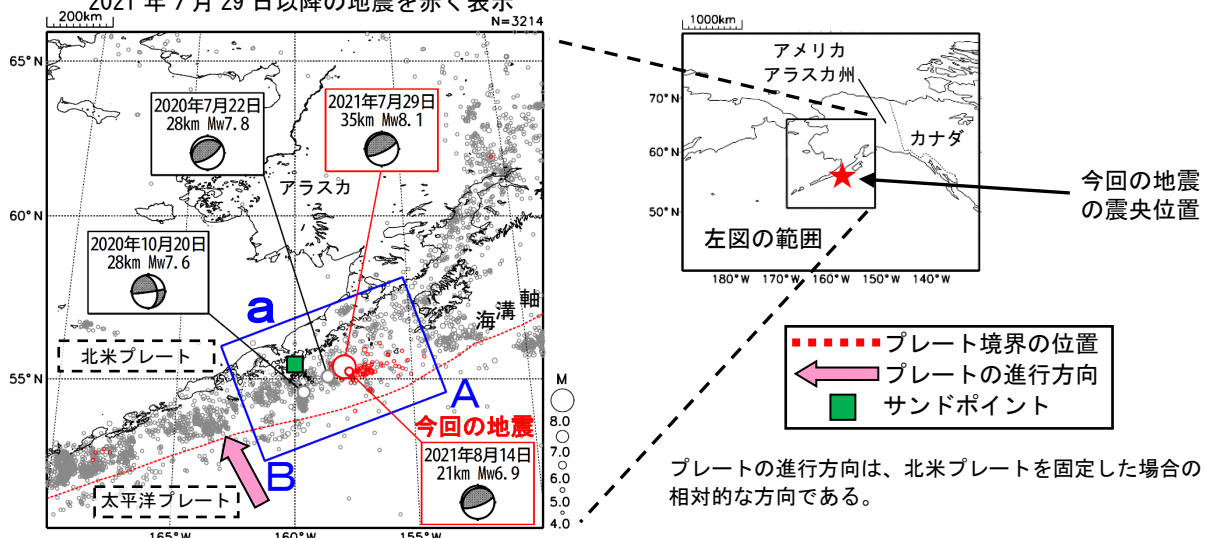 2021 年 7 月 29 日以降の地震を赤く表示
200km
N=3214
65°N
60°N
55°N
165°W
160°W
155°W
2020年7月22日
28km Mw7.8
2021年7月29日
35km Mw8.1
アラスカ
2020年10月20日
28km Mw7.6
a
海溝軸
北米プレート
A
今回の地震
B
太平洋プレート
2021年8月14日
21km Mw6.9
M
8.0
7.0
6.0
5.0
4.0
1000km
アメリカ
アラスカ州
カナダ
70°N
60°N
50°N
左図の範囲
180°W
170°W
160°W
150°W
140°W
今回の地震
の震央位置
プレート境界の位置
プレートの進行方向
サンドポイント
プレートの進行方向は、北米プレートを固定した場合の
相対的な方向である。